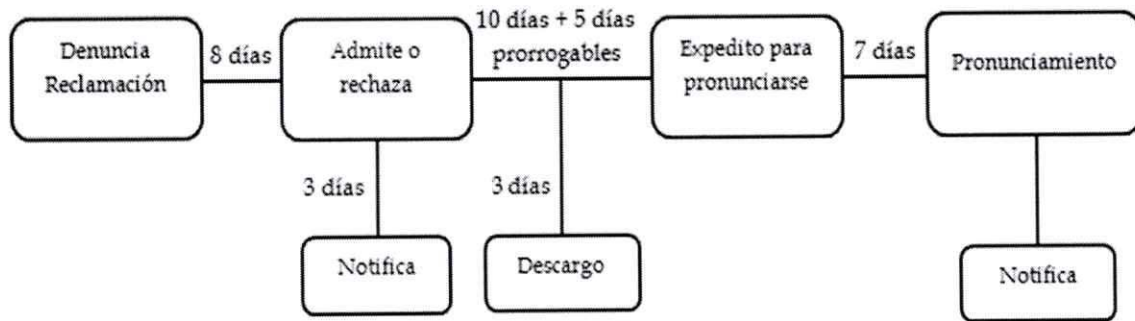 Denuncia
Reclamación
8 días
Admite o
rechaza
10 días + 5 días
prorrogables
Expedito para
pronunciarse
7 días
Pronunciamiento
3 días
3 días
Notifica
Descargo
Notifica